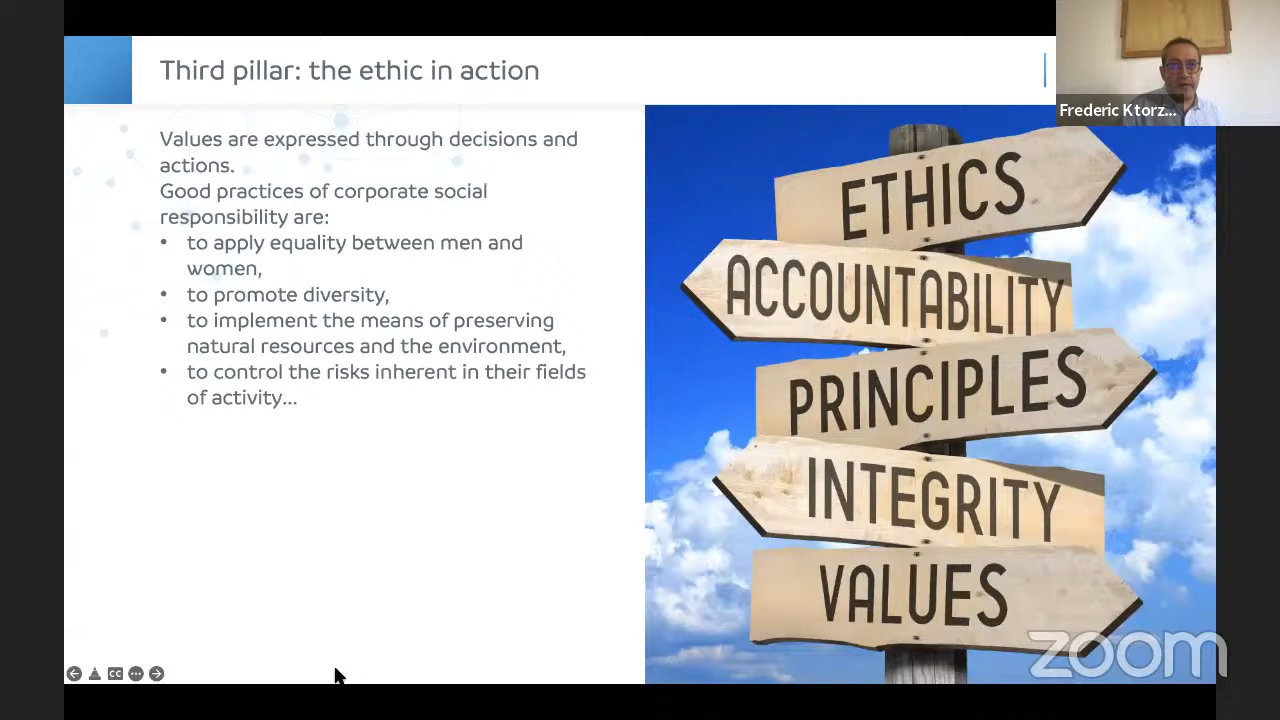 Third pillar: the ethic in action
Frederic Ktorz...
Values are expressed through decisions and
actions.
Good practices of corporate social
responsibility are:
• to apply equality between men and
women,
• to promote diversity,
• to implement the means of preserving
natural resources and the environment,
• to control the risks inherent in their fields
of activity...
ETHICS
ACCOUNTABILITY
PRINCIPLES
INTEGRITY
VALUES
CC
zoom